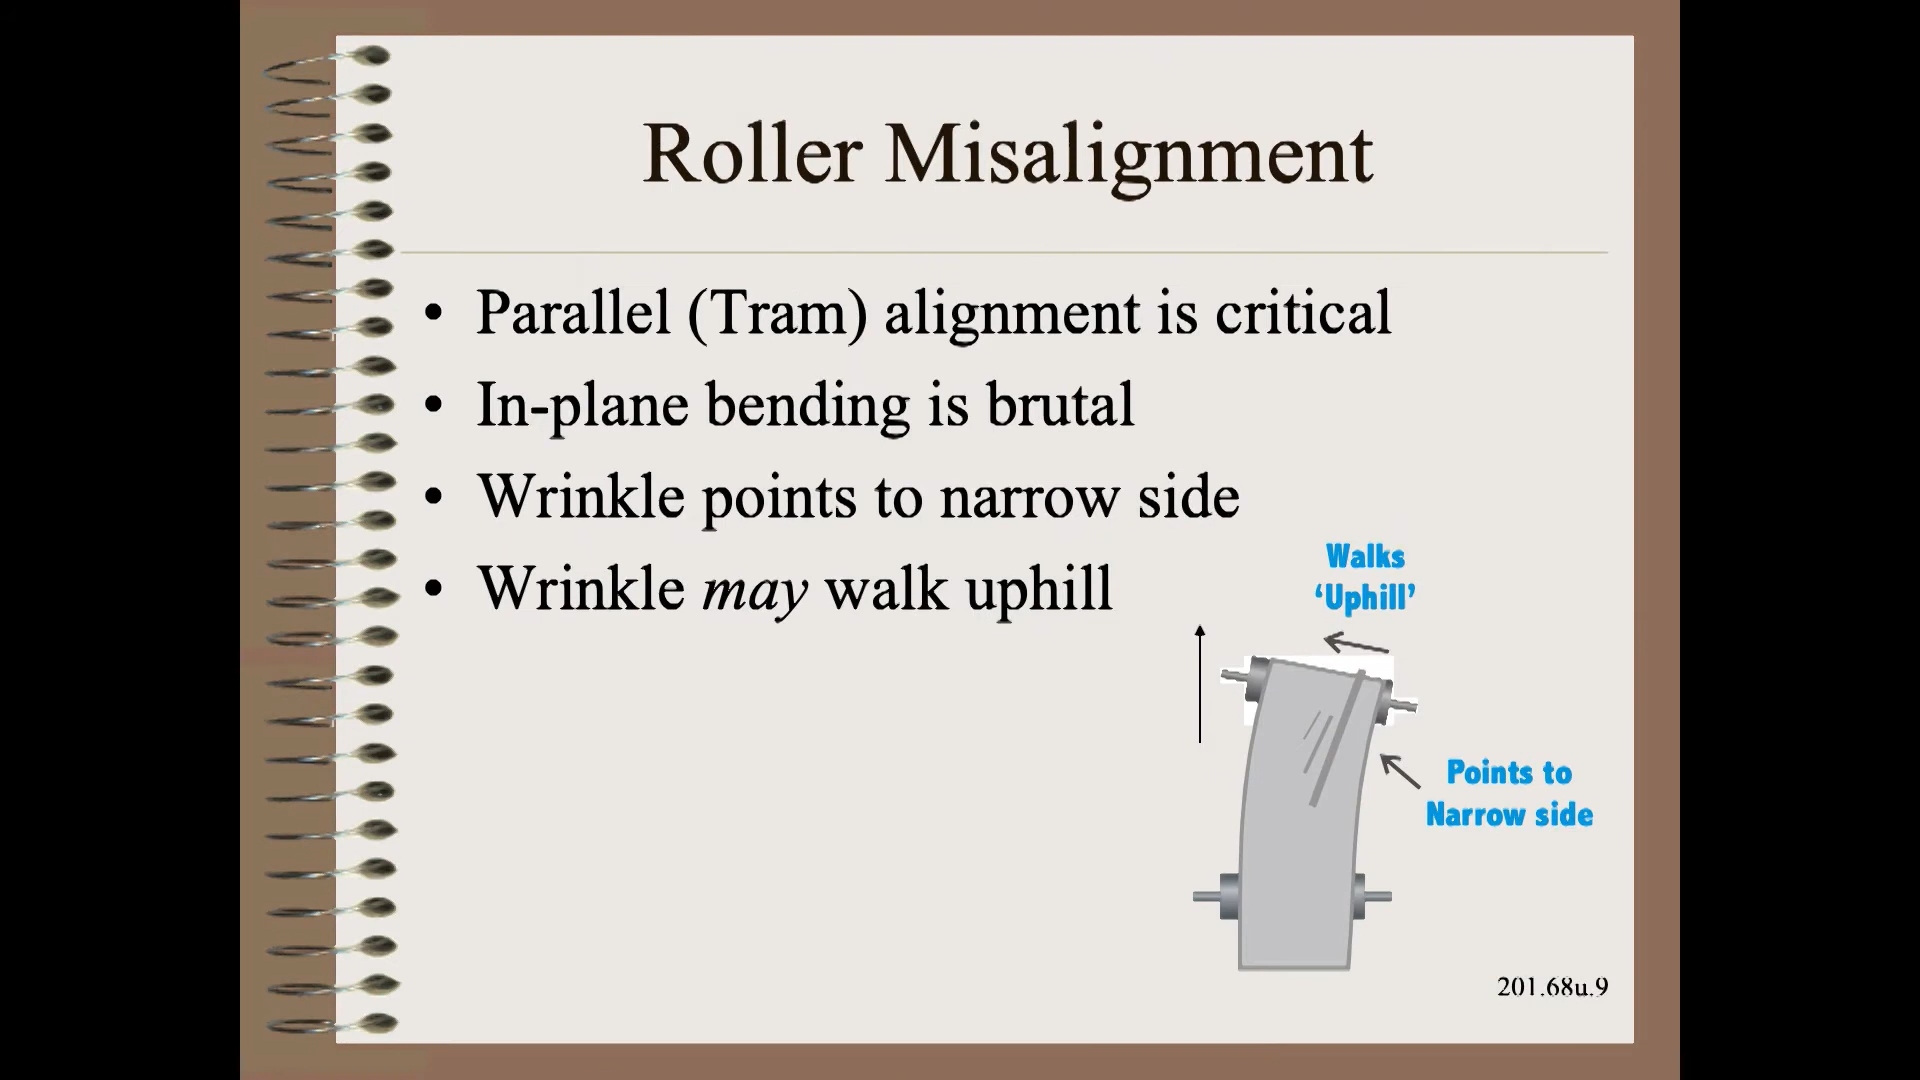 Roller Misalignment
• Parallel (Tram) alignment is critical
• In-plane bending is brutal
• Wrinkle points to narrow side
• Wrinkle may walk uphill
Walks
‘Uphill’
Points to
Narrow side
201.68u.9